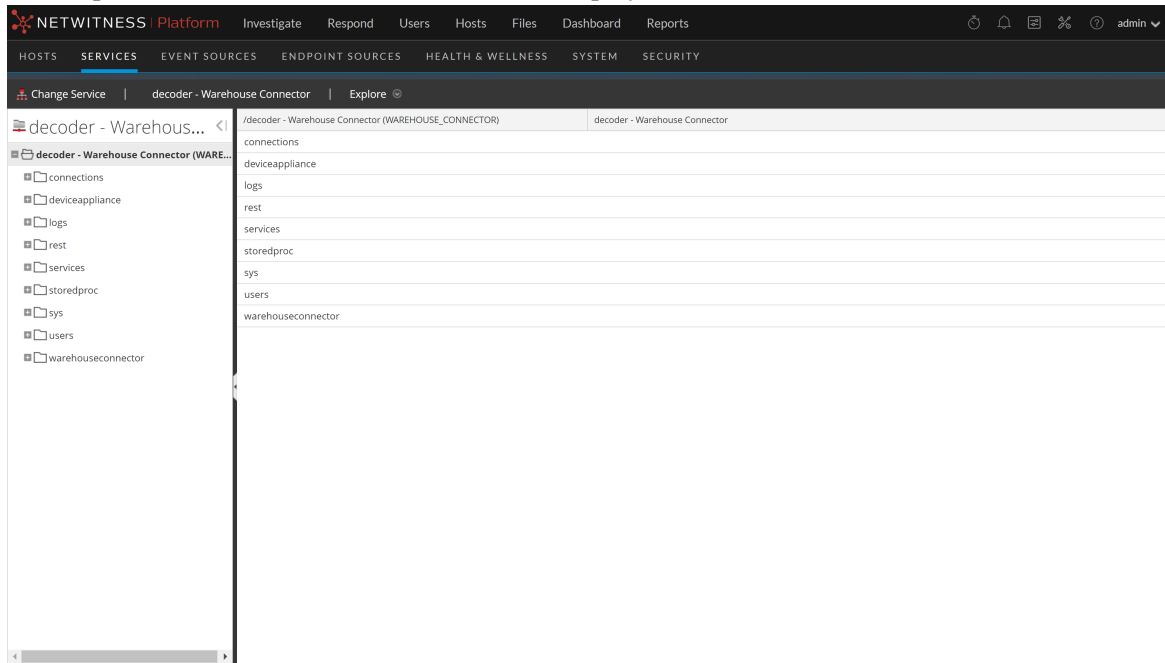 NETWITNESS Platform Investigate Respond Users Hosts Files Dashboard Reports admin
HOSTS SERVICES EVENT SOURCES ENDPOINT SOURCES HEALTH & WELLNESS SYSTEM SECURITY
Change Service | decoder - Warehouse Connector | Explore
decoder - Warehous...
decoder - Warehouse Connector (WARE...
connections
deviceappliance
logs
rest
services
storedproc
sys
users
warehouseconnector
/decoder - Warehouse Connector (WAREHOUSE_CONNECTOR) decoder - Warehouse Connector
connections
deviceappliance
logs
rest
services
storedproc
sys
users
warehouseconnector